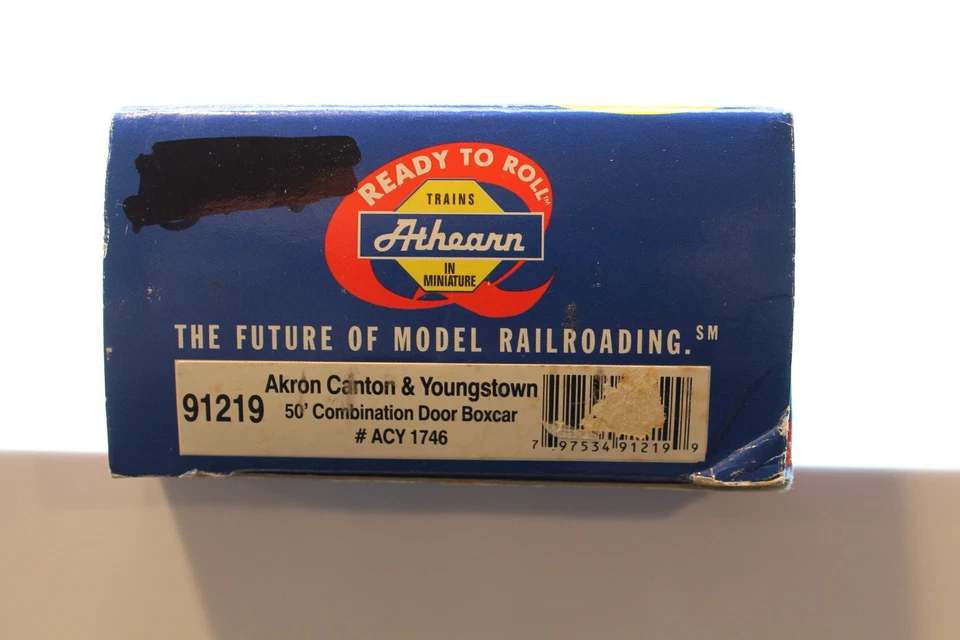 READY TO ROLL™
TRAINS
Athearn
IN
MINIATURE
THE FUTURE OF MODEL RAILROADING.℠
91219
Akron Canton & Youngstown
50' Combination Door Boxcar
# ACY 1746
7 97534 91219 9